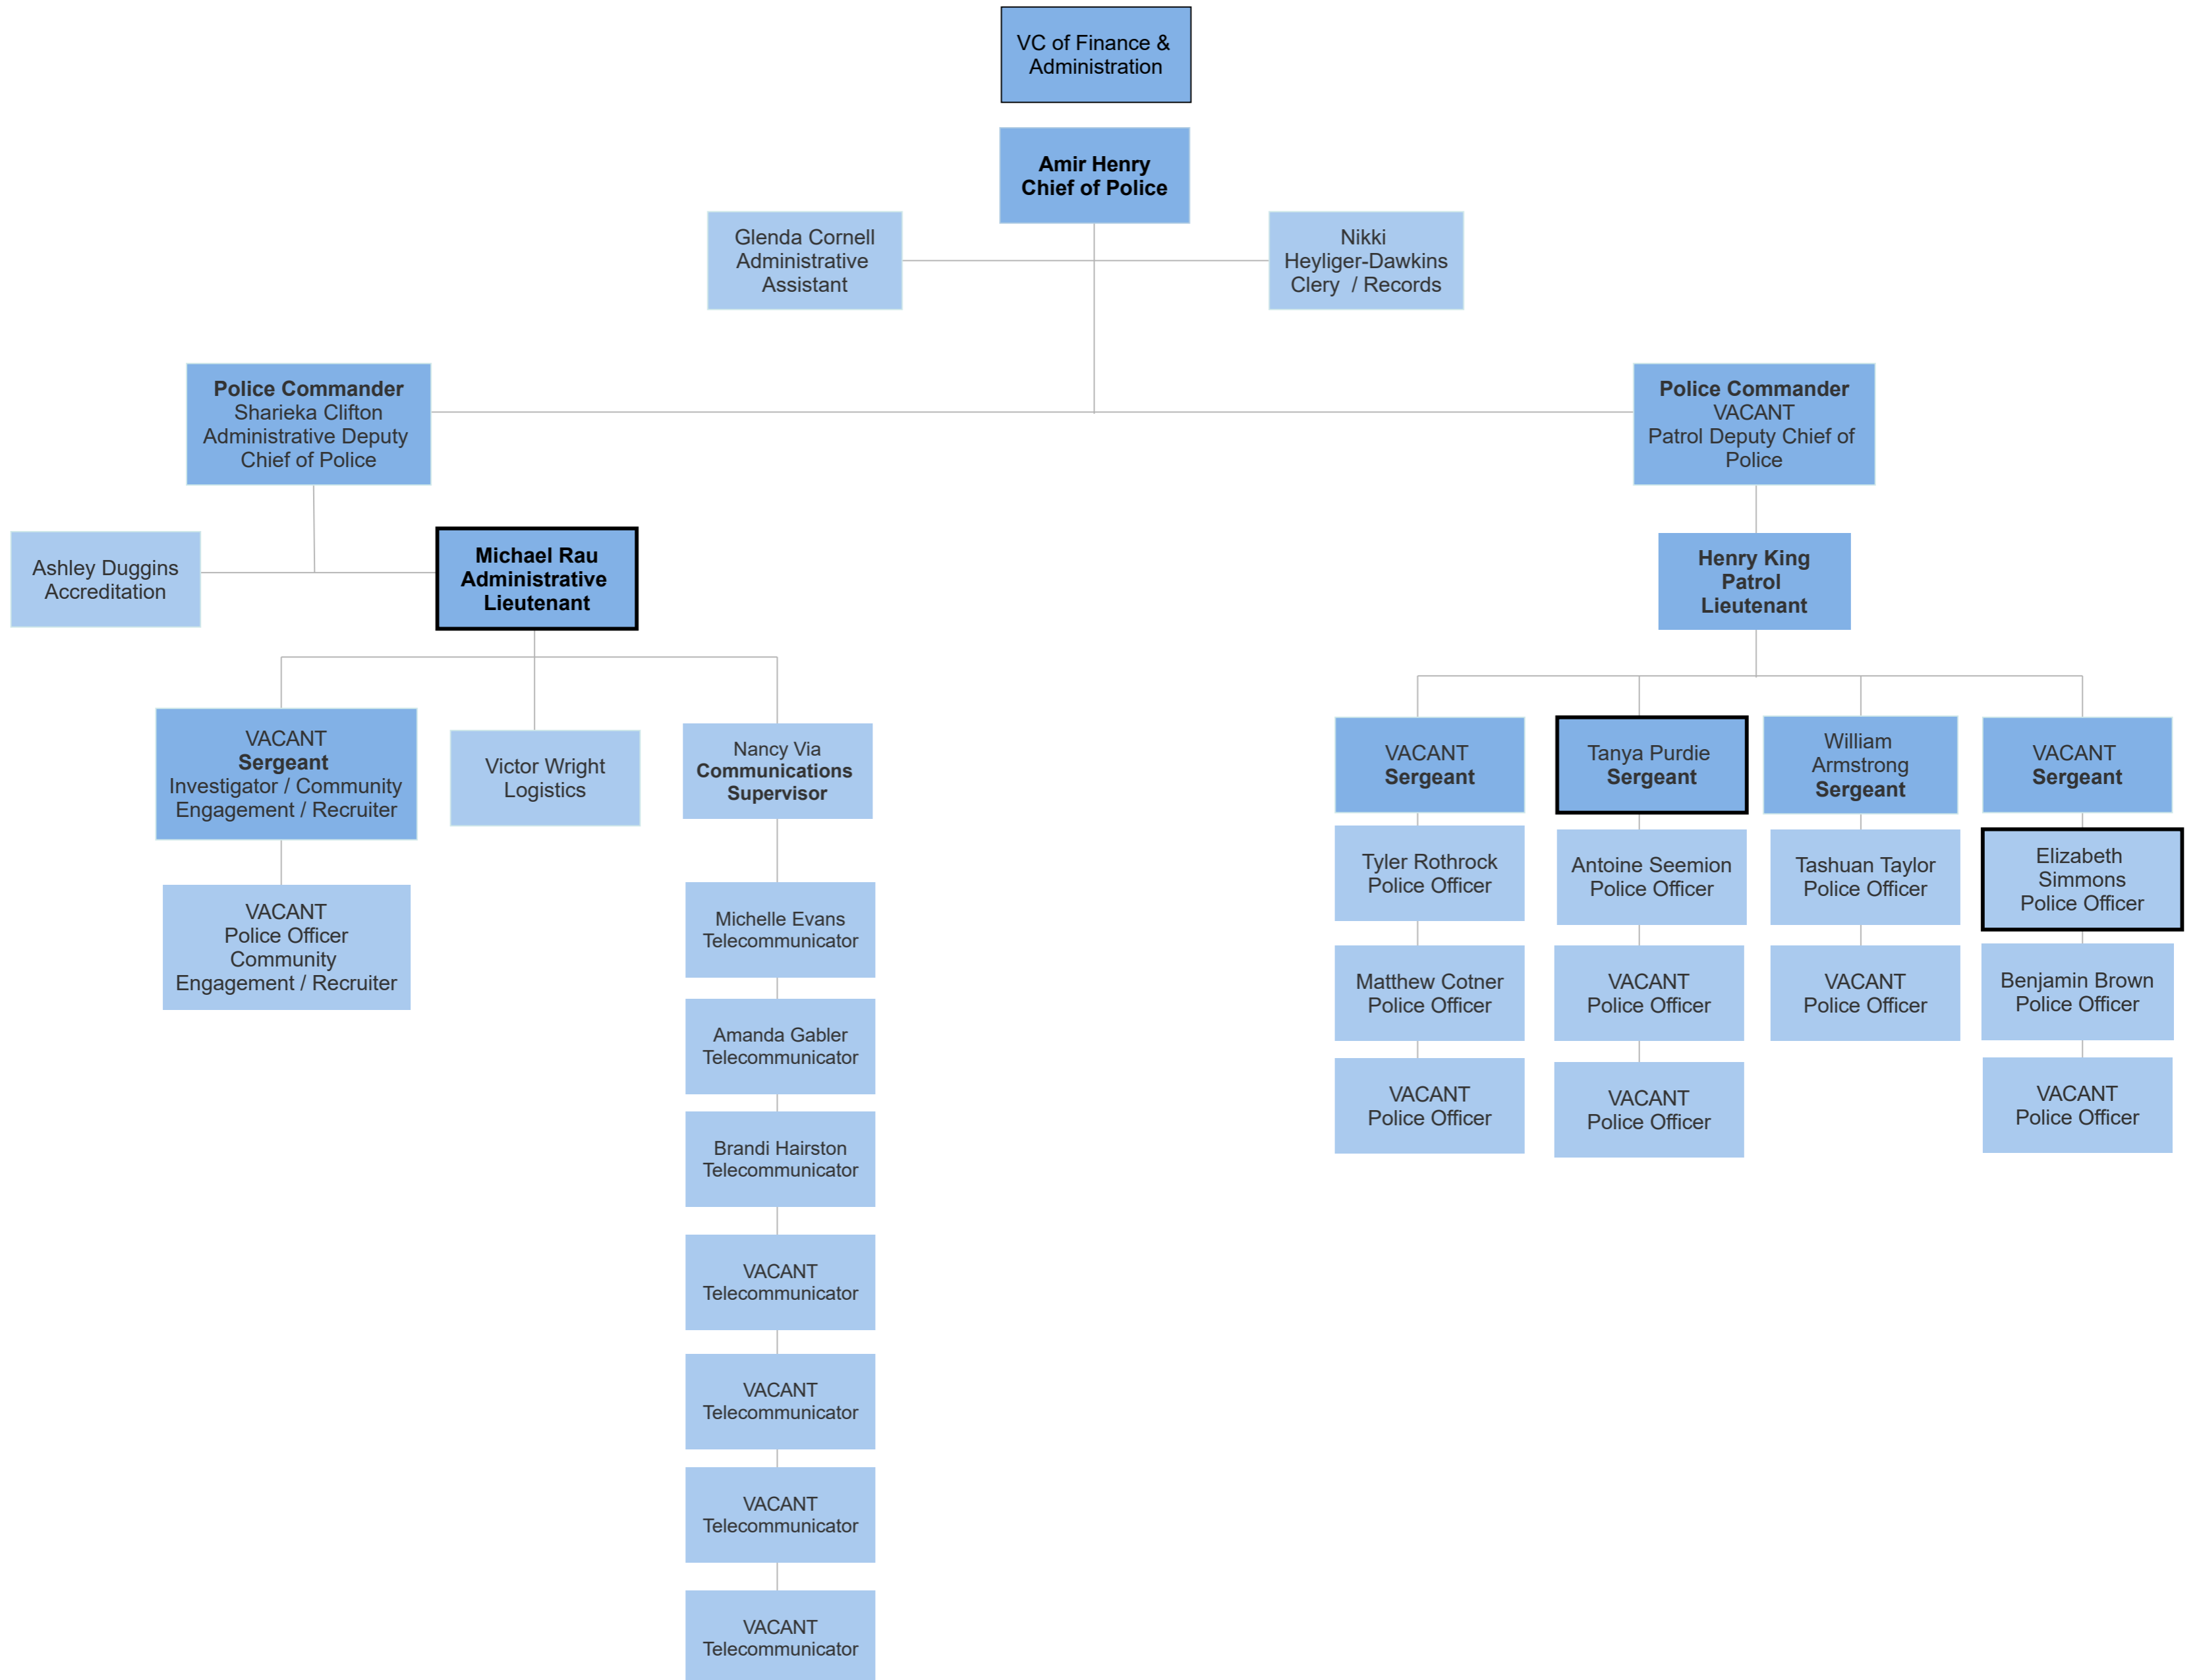 VC of Finance &
Administration
Amir Henry
Chief of Police
Glenda Cornell
Administrative
Assistant
Nikki
Heyliger-Dawkins
Clery / Records
Police Commander
Sharieka Clifton
Administrative Deputy
Chief of Police
Police Commander
VACANT
Patrol Deputy Chief of
Police
Ashley Duggins
Accreditation
Michael Rau
Administrative
Lieutenant
Henry King
Patrol
Lieutenant
VACANT
Sergeant
Investigator / Community
Engagement / Recruiter
Victor Wright
Logistics
Nancy Via
Communications
Supervisor
VACANT
Police Officer
Community
Engagement / Recruiter
Michelle Evans
Telecommunicator
Amanda Gabler
Telecommunicator
Brandi Hairston
Telecommunicator
VACANT
Telecommunicator
VACANT
Telecommunicator
VACANT
Telecommunicator
VACANT
Telecommunicator
VACANT
Sergeant
Tyler Rothrock
Police Officer
Matthew Cotner
Police Officer
VACANT
Police Officer
Tanya Purdie
Sergeant
Antoine Seemion
Police Officer
VACANT
Police Officer
VACANT
Police Officer
William
Armstrong
Sergeant
Tashuan Taylor
Police Officer
VACANT
Police Officer
VACANT
Sergeant
Elizabeth
Simmons
Police Officer
Benjamin Brown
Police Officer
VACANT
Police Officer